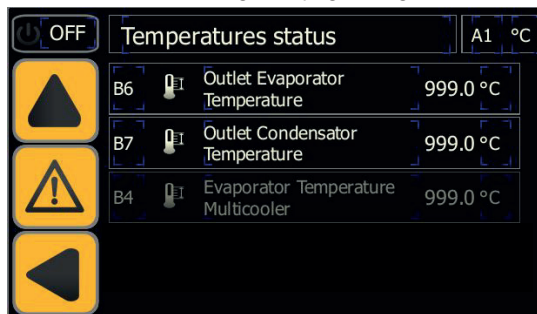 OFF
Temperatures status
A1 °C
B6
Outlet Evaporator
Temperature
999.0 °C
B7
Outlet Condensator
Temperature
999.0 °C
B4
Evaporator Temperature
Multicooler
999.0 °C